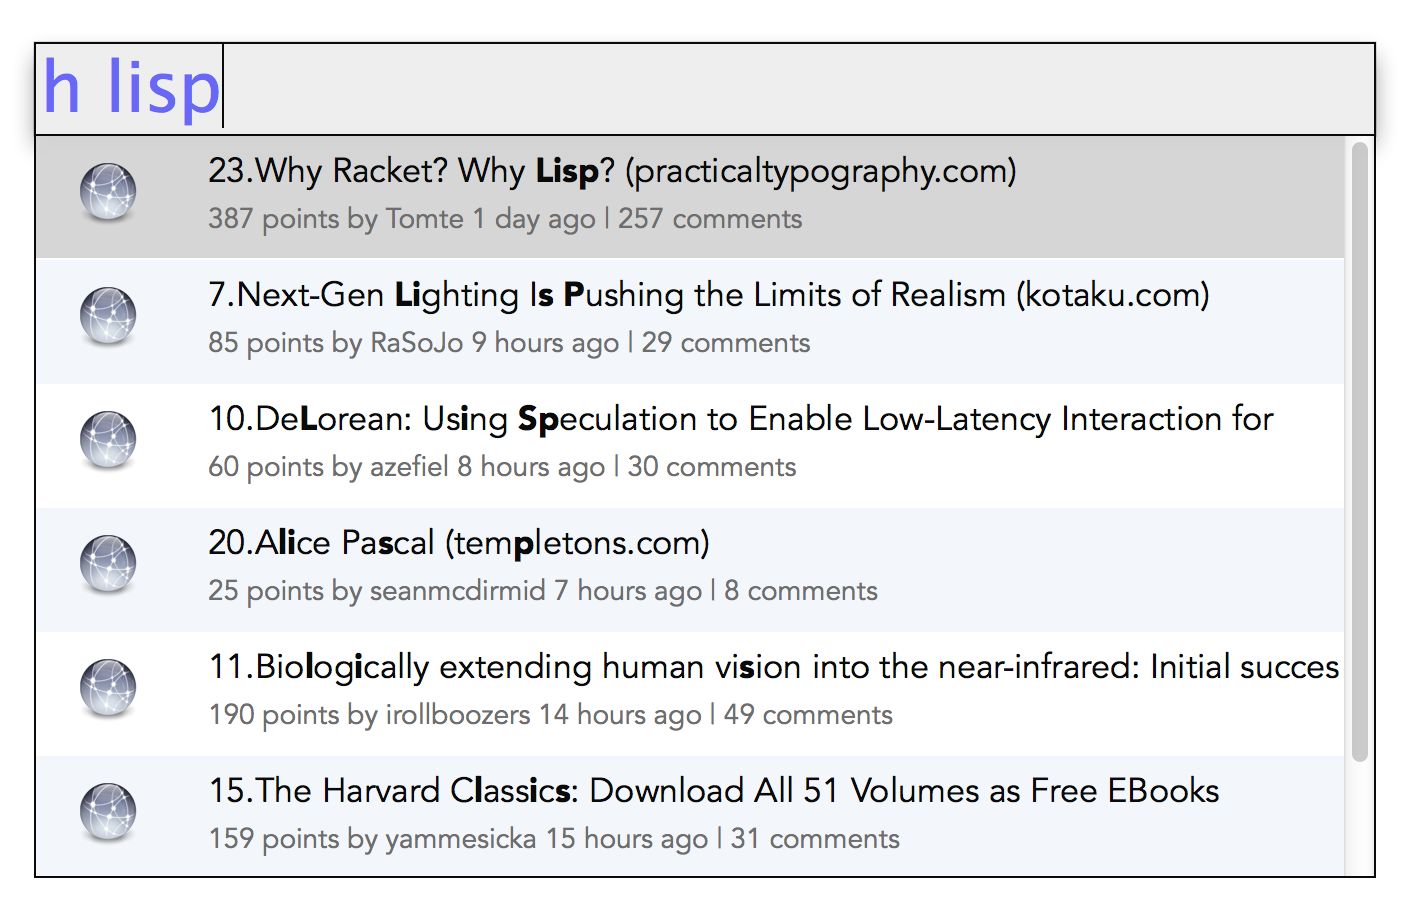 h lisp
23.Why Racket? Why Lisp? (practicaltypography.com)
387 points by Tomte 1 day ago | 257 comments
7.Next-Gen Lighting Is Pushing the Limits of Realism (kotaku.com)
85 points by RaSoJo 9 hours ago | 29 comments
10.DeLorean: Using Speculation to Enable Low-Latency Interaction for
60 points by azefiel 8 hours ago | 30 comments
20.Alice Pascal (templetons.com)
25 points by seanmcdirmid 7 hours ago | 8 comments
11.Biologically extending human vision into the near-infrared: Initial succes
190 points by irollboozers 14 hours ago | 49 comments
15.The Harvard Classics: Download All 51 Volumes as Free EBooks
159 points by yammesicka 15 hours ago | 31 comments